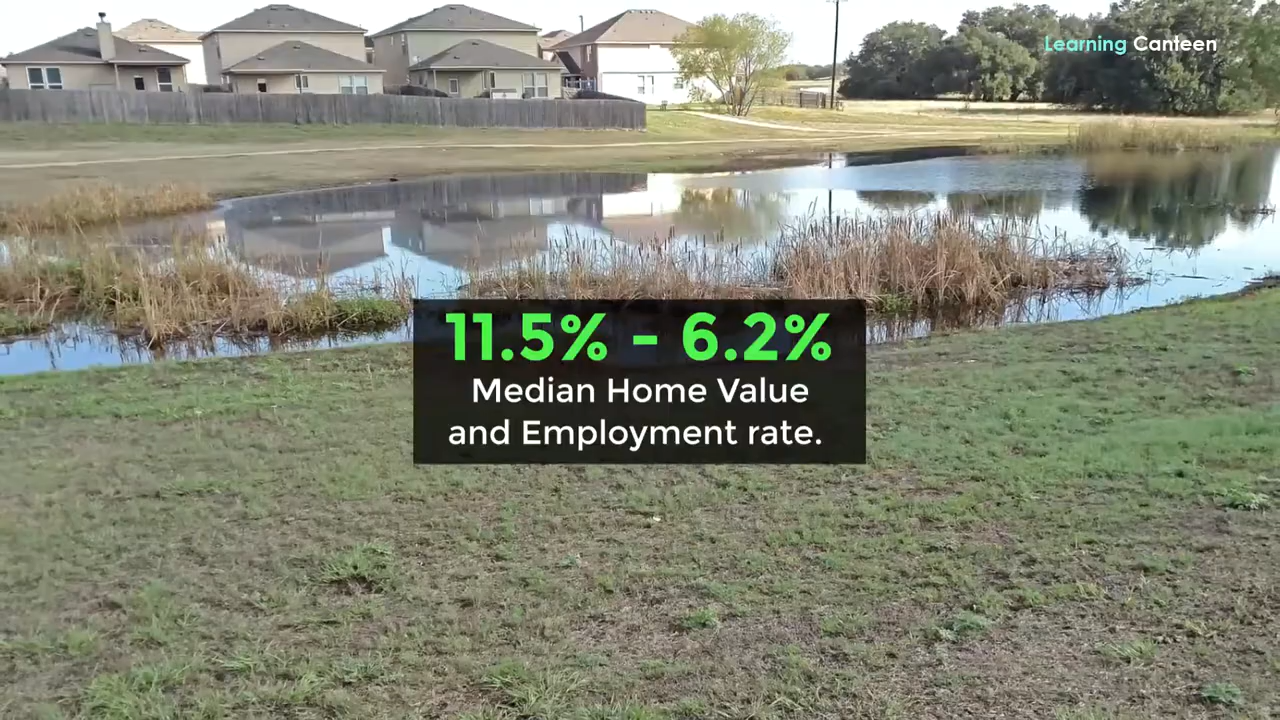 Learning Canteen
11.5% - 6.2%
Median Home Value
and Employment rate.